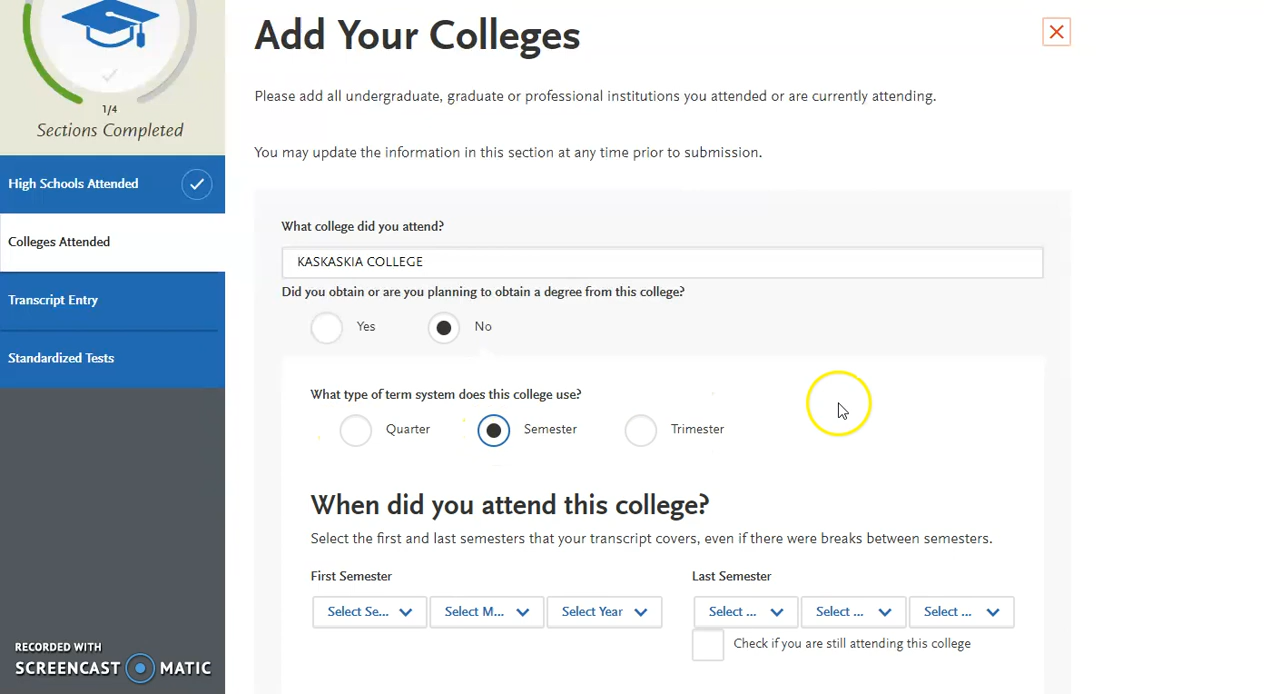 Add Your Colleges
Please add all undergraduate, graduate or professional institutions you attended or are currently attending.
You may update the information in this section at any time prior to submission.
1/4
Sections Completed
High Schools Attended
Colleges Attended
Transcript Entry
Standardized Tests
What college did you attend?
KASKASKIA COLLEGE
Did you obtain or are you planning to obtain a degree from this college?
Yes No
What type of term system does this college use?
Quarter Semester Trimester
When did you attend this college?
Select the first and last semesters that your transcript covers, even if there were breaks between semesters.
First Semester Last Semester
Select Se... Select M... Select Year Select ... Select ... Select ...
Check if you are still attending this college
RECORDED WITH
SCREENCAST MATIC